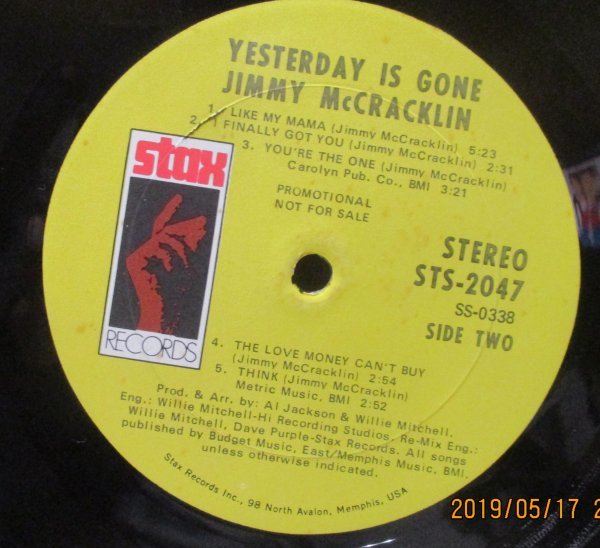 YESTERDAY IS GONE
JIMMY McCRACKLIN
1. LIKE MY MAMA (Jimmy McCracklin) 5:23
2. I FINALLY GOT YOU (Jimmy McCracklin) 2:31
3. YOU'RE THE ONE (Jimmy McCracklin)
Carolyn Pub. Co., BMI 3:21
PROMOTIONAL
NOT FOR SALE
stax
RECORDS
STEREO
STS-2047
SS-0338
SIDE TWO
4. THE LOVE MONEY CAN'T BUY
(Jimmy McCracklin) 2:54
5. THINK (Jimmy McCracklin)
Metric Music, BMI 2:52
Prod. & Arr. by: Al Jackson & Willie Mitchell,
Eng.: Willie Mitchell-Hi Recording Studios, Re-Mix Eng.:
Willie Mitchell, Dave Purple-Stax Records. All songs
published by Budget Music, East/Memphis Music, BMI,
unless otherwise indicated.
Stax Records Inc., 98 North Avalon, Memphis, USA
2019/05/17 2